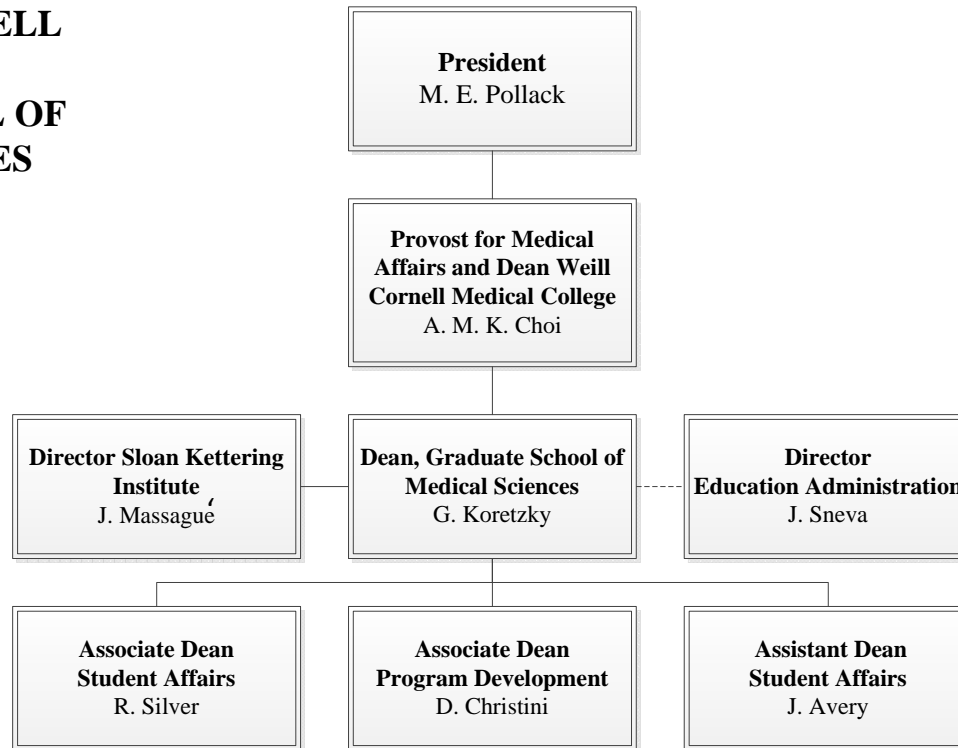 ELL
L OF
ES
President
M. E. Pollack
Provost for Medical
Affairs and Dean Weill
Cornell Medical College
A. M. K. Choi
Director Sloan Kettering
Institute
J. Massagué
Dean, Graduate School of
Medical Sciences
G. Koretzky
Director
Education Administration
J. Sneva
Associate Dean
Student Affairs
R. Silver
Associate Dean
Program Development
D. Christini
Assistant Dean
Student Affairs
J. Avery